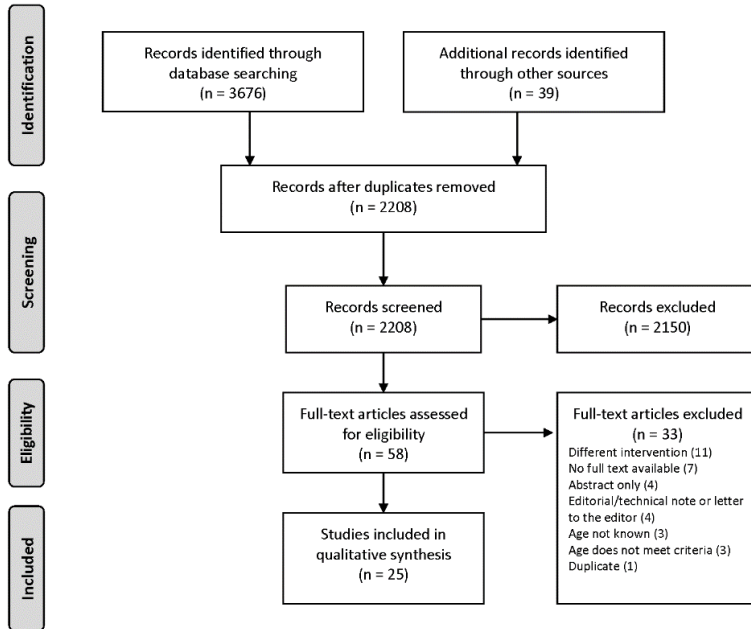 Identification
Records identified through
database searching
(n = 3676)
Additional records identified
through other sources
(n = 39)
Records after duplicates removed
(n = 2208)
Screening
Records screened
(n = 2208)
Records excluded
(n = 2150)
Eligibility
Full-text articles assessed
for eligibility
(n = 58)
Full-text articles excluded
(n = 33)
Different intervention (11)
No full text available (7)
Abstract only (4)
Editorial/technical note or letter
to the editor (4)
Age not known (3)
Age does not meet criteria (3)
Duplicate (1)
Included
Studies included in
qualitative synthesis
(n = 25)